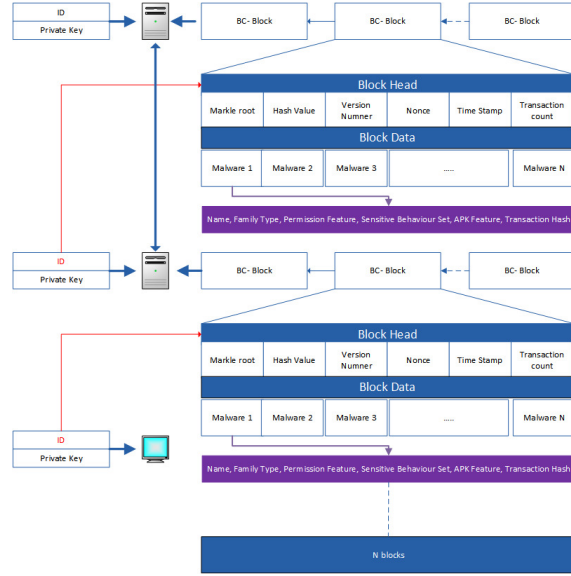 ID
Private Key
BC- Block
BC- Block
BC- Block
Block Head
Markle root
Hash Value
Version Numner
Nonce
Time Stamp
Transaction count
Block Data
Malware 1
Malware 2
Malware 3
.....
Malware N
Name, Family Type, Permission Feature, Sensitive Behaviour Set, APK Feature, Transaction Hash
ID
Private Key
BC- Block
BC- Block
BC- Block
Block Head
Markle root
Hash Value
Version Numner
Nonce
Time Stamp
Transaction count
Block Data
Malware 1
Malware 2
Malware 3
.....
Malware N
ID
Private Key
Name, Family Type, Permission Feature, Sensitive Behaviour Set, APK Feature, Transaction Hash
N blocks